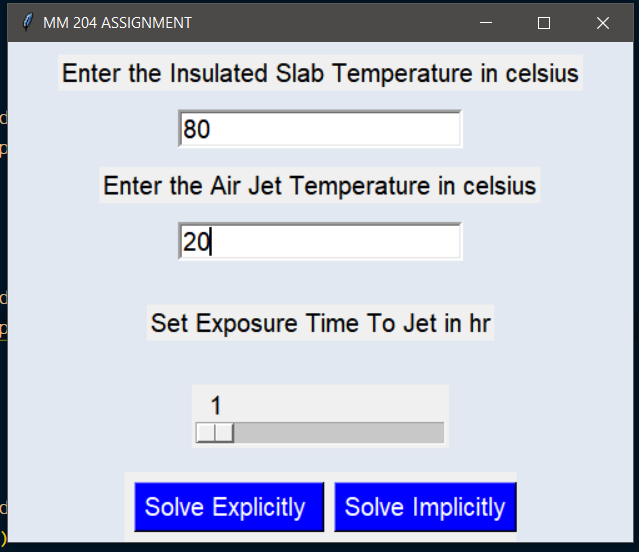 MM 204 ASSIGNMENT
Enter the Insulated Slab Temperature in celsius
80
Enter the Air Jet Temperature in celsius
20
Set Exposure Time To Jet in hr
1
Solve Explicitly Solve Implicitly